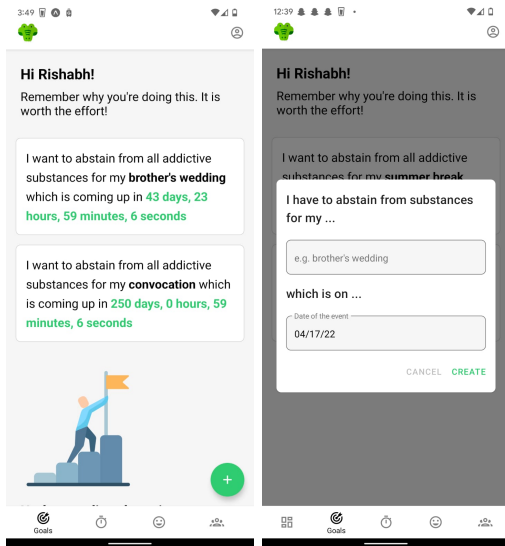 3:49
Hi Rishabh!
Remember why you're doing this. It is
worth the effort!
I want to abstain from all addictive
substances for my brother's wedding
which is coming up in 43 days, 23
hours, 59 minutes, 6 seconds
I want to abstain from all addictive
substances for my convocation which
is coming up in 250 days, 0 hours, 59
minutes, 6 seconds
+
Goals
12:39
Hi Rishabh!
Remember why you're doing this. It is
worth the effort!
I want to abstain from all addictive
substances for my summer break
I have to abstain from substances
for my ...
e.g. brother's wedding
which is on ...
Date of the event
04/17/22
CANCEL CREATE
Goals